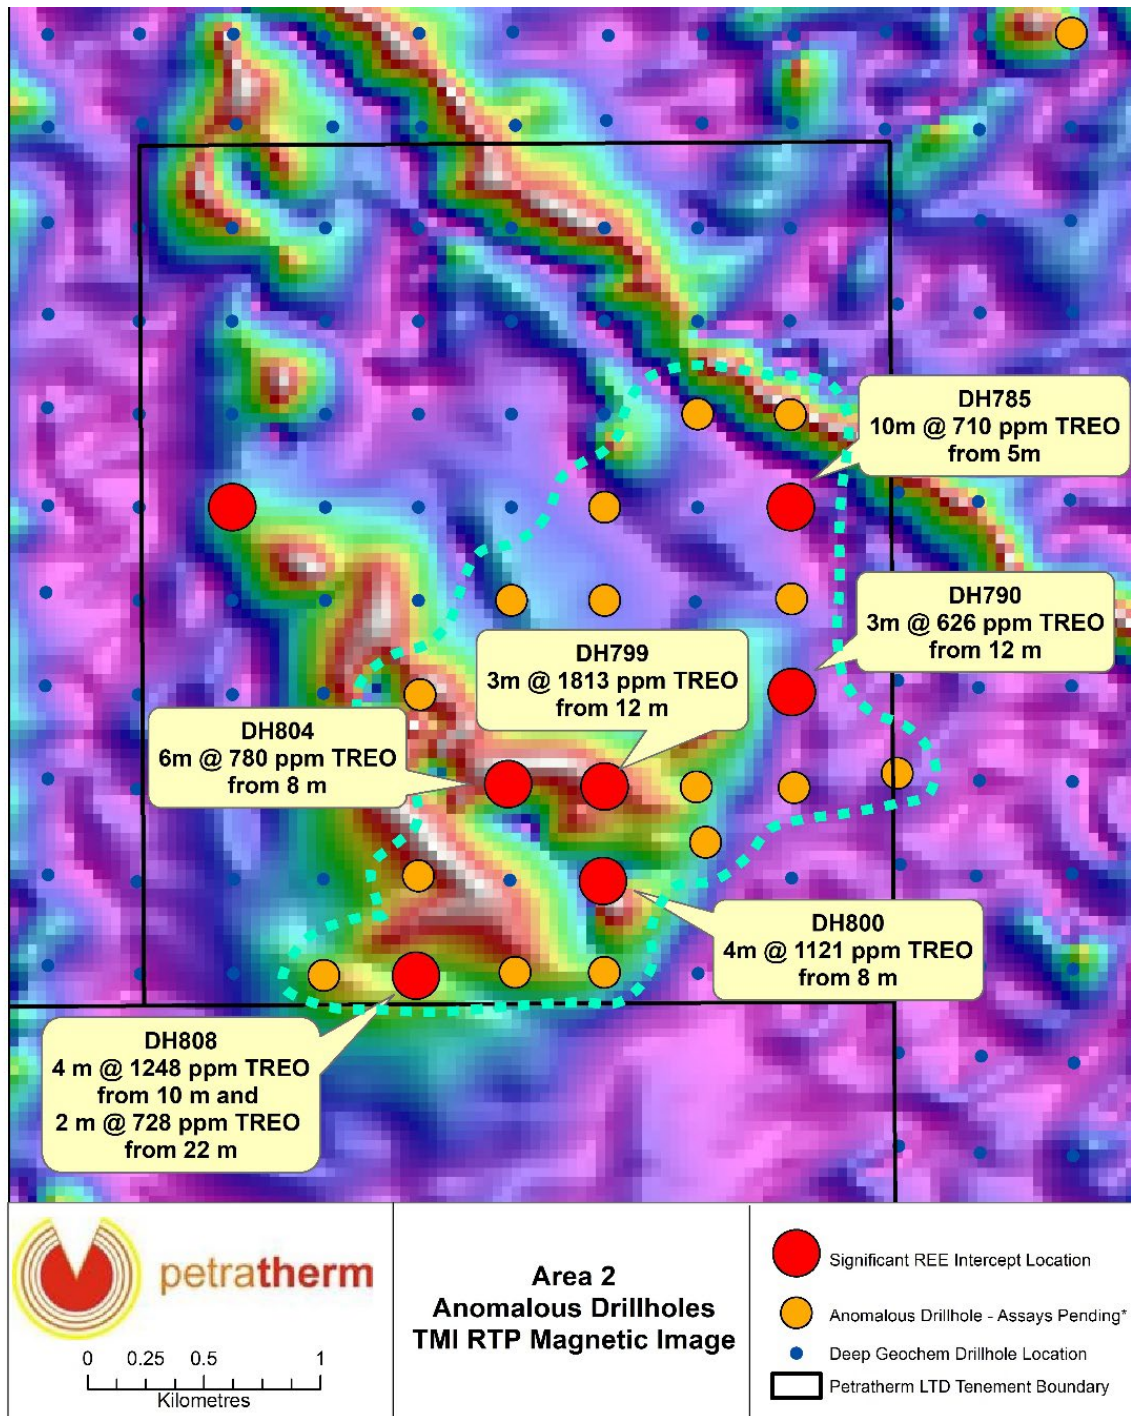 DH785
10m @ 710 ppm TREO
from 5m
DH790
3m @ 626 ppm TREO
from 12 m
DH799
3m @ 1813 ppm TREO
from 12 m
DH804
6m @ 780 ppm TREO
from 8 m
DH800
4m @ 1121 ppm TREO
from 8 m
DH808
4 m @ 1248 ppm TREO
from 10 m and
2 m @ 728 ppm TREO
from 22 m
petratherm
0 0.25 0.5 1
Kilometres
Area 2
Anomalous Drillholes
TMI RTP Magnetic Image
Significant REE Intercept Location
Anomalous Drillhole - Assays Pending*
Deep Geochem Drillhole Location
Petratherm LTD Tenement Boundary